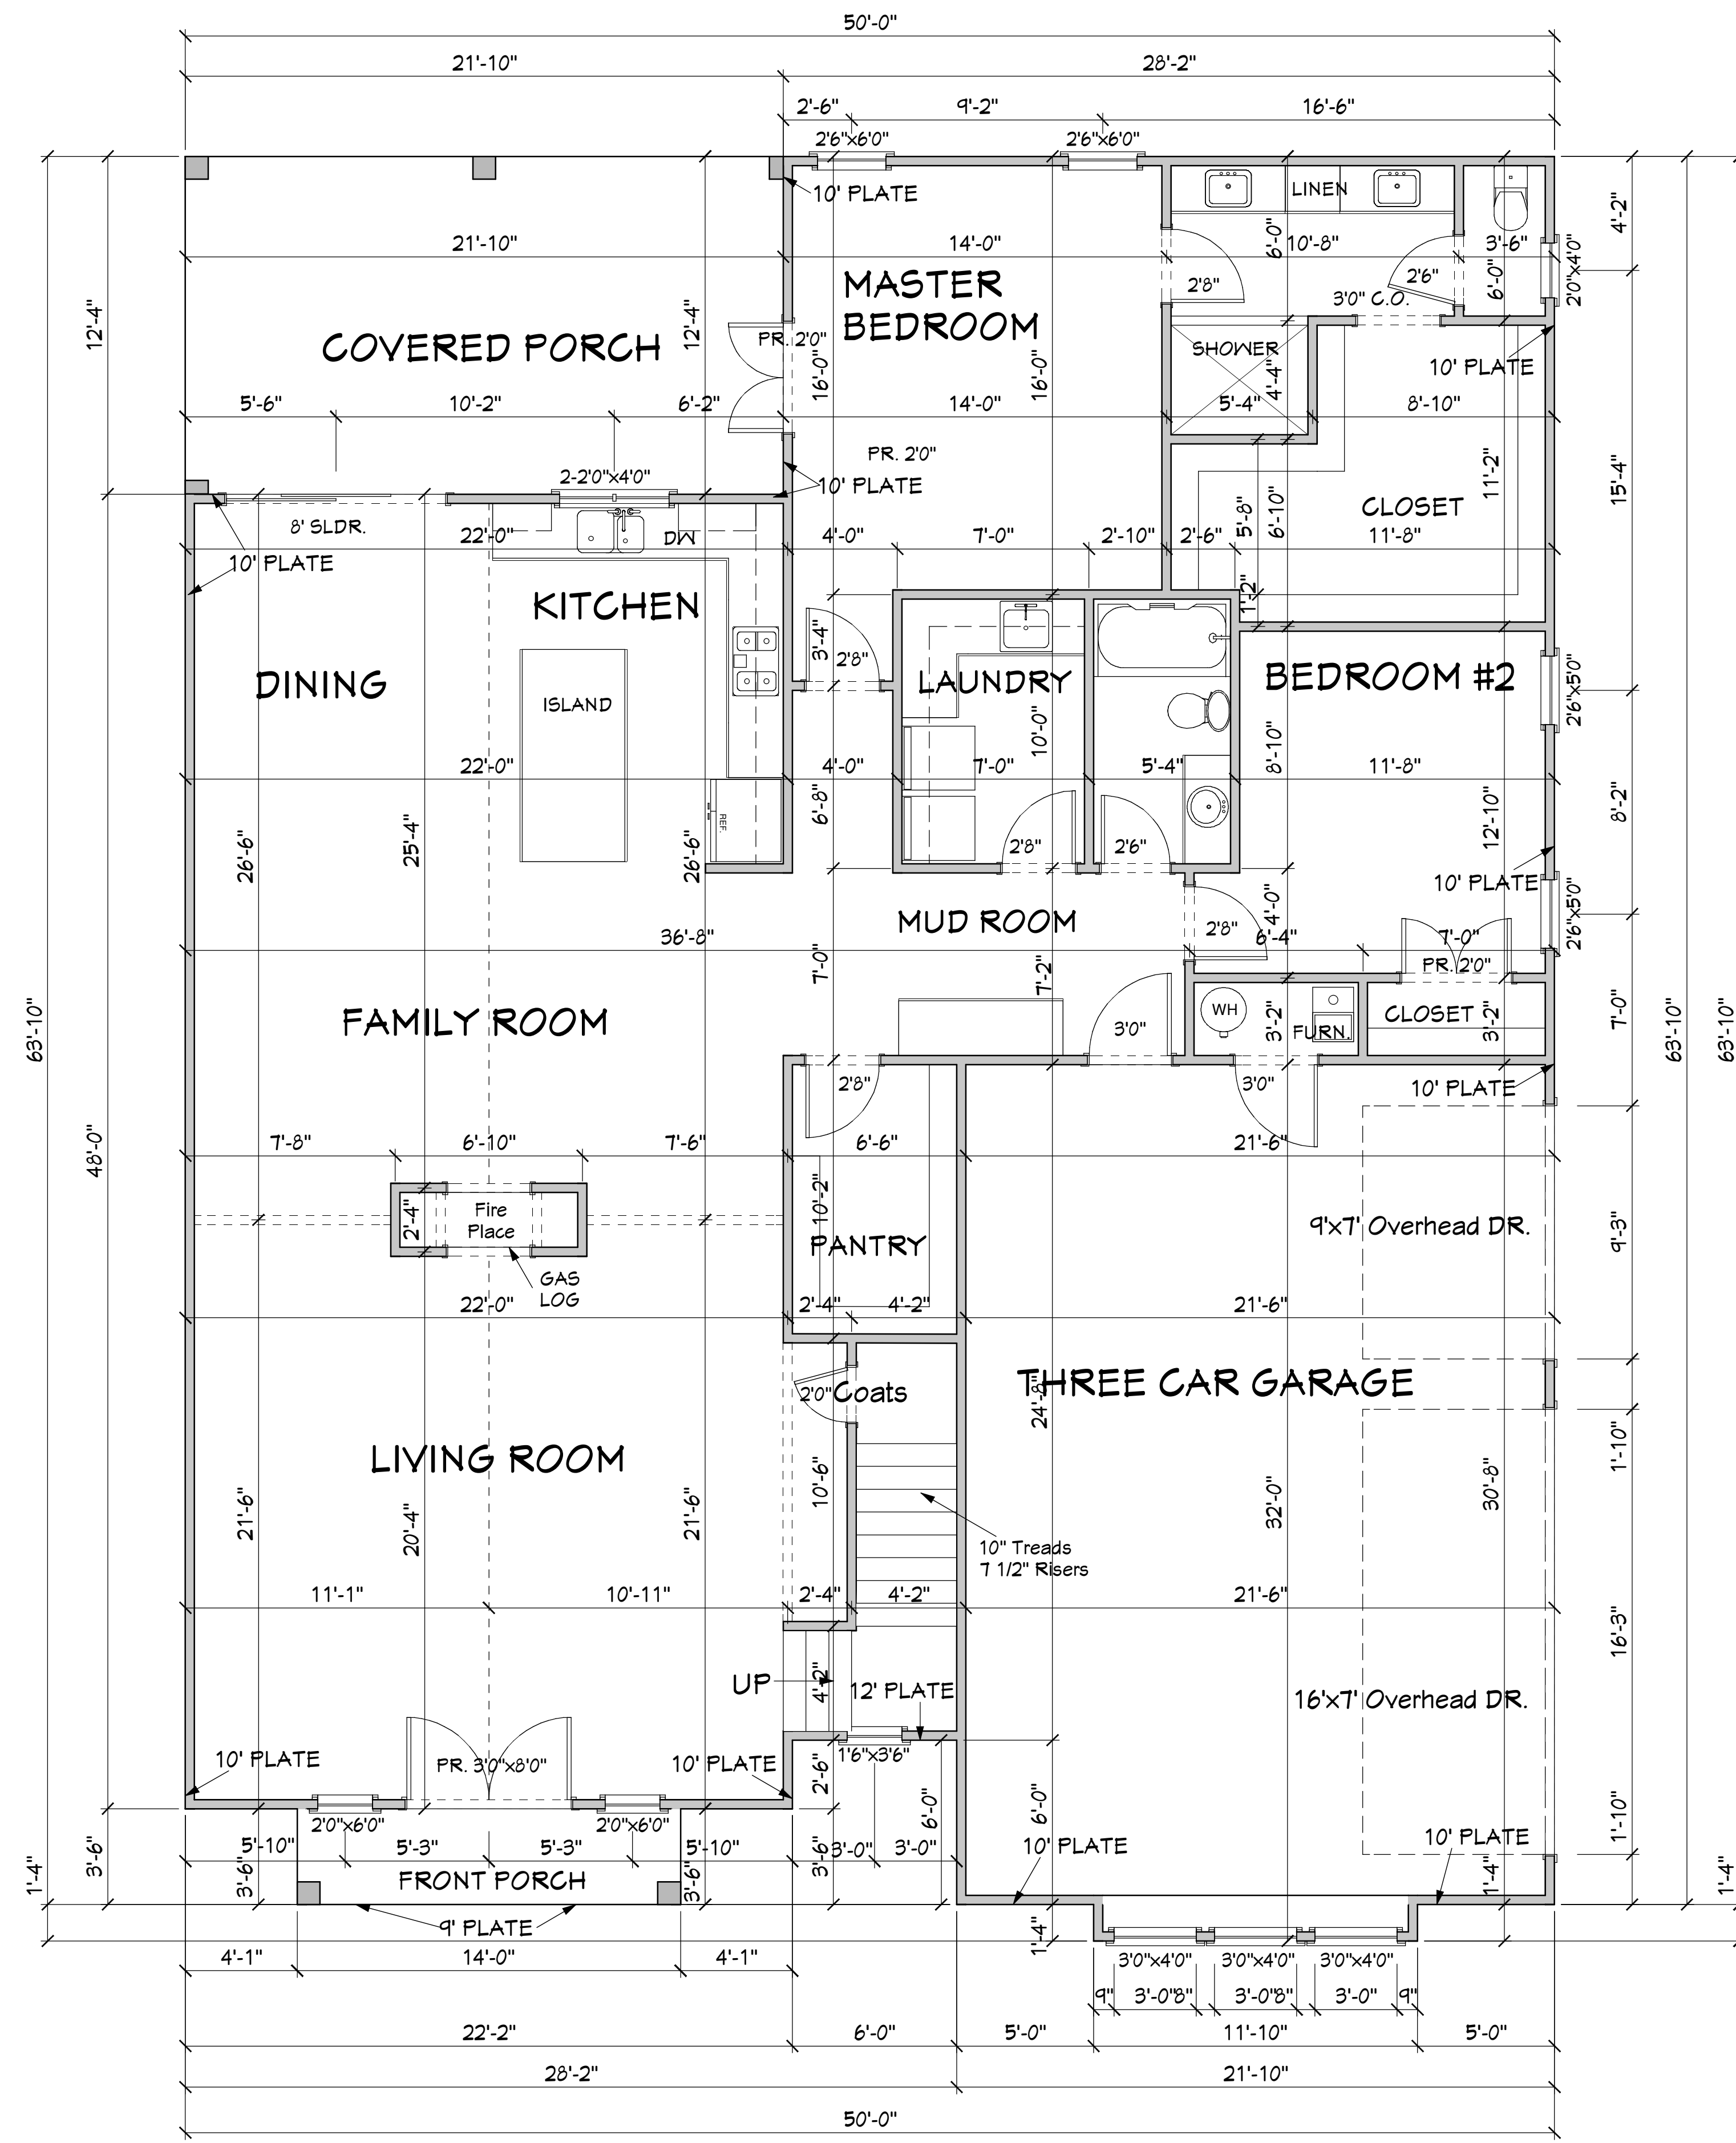 50'-0"
21'-10"
28'-2"
2'-6"
9'-2"
16'-6"
2'6"x6'0"
2'6"x6'0"
10' PLATE
LINEN
4'-2"
21'-10"
14'-0"
6'-0"
10'-8"
3'-6"
2'0"x4'0"
2'8"
2'6"
6'-0"
3'0" C.O.
MASTER
BEDROOM
12'-4"
COVERED PORCH
12'-4"
PR. 2'0"
16'-0"
16'-0"
SHOWER
4'-4"
10' PLATE
5'-6"
10'-2"
6'-2"
14'-0"
5'-4"
8'-10"
PR. 2'0"
2-2'0"x4'0"
10' PLATE
11'-2"
15'-4"
CLOSET
8' SLDR.
22'-0"
DW
4'-0"
7'-0"
2'-10"
2'-6"
5'-8"
6'-10"
11'-8"
10' PLATE
KITCHEN
1'-2"
3'-4"
2'8"
DINING
ISLAND
LAUNDRY
BEDROOM #2
2'6"x5'0"
10'-0"
8'-10"
22'-0"
4'-0"
7'-0"
5'-4"
11'-8"
6'-8"
REF.
26'-6"
25'-4"
26'-6"
2'8"
2'6"
12'-10"
8'-2"
10' PLATE
MUD ROOM
2'8"
4'-0"
2'6"x5'0"
36'-8"
6'-4"
7'-0"
PR. 2'0"
7'-0"
7'-2"
63'-10"
FAMILY ROOM
WH
FURN.
3'-2"
CLOSET
3'-2"
7'-0"
63'-10"
63'-10"
3'0"
2'8"
3'0"
10' PLATE
48'-0"
7'-8"
6'-10"
7'-6"
6'-6"
21'-6"
Fire
Place
2'-4"
10'-2"
9'x7' Overhead DR.
9'-3"
PANTRY
GAS
LOG
22'-0"
2'-4"
4'-2"
21'-6"
2'0"
Coats
THREE CAR GARAGE
24'-8"
1'-10"
LIVING ROOM
21'-6"
20'-4"
21'-6"
10'-6"
32'-0"
30'-8"
10" Treads
7 1/2" Risers
11'-1"
10'-11"
2'-4"
4'-2"
21'-6"
16'-3"
UP
4'-2"
12' PLATE
16'x7' Overhead DR.
10' PLATE
PR. 3'0"x8'0"
10' PLATE
1'6"x3'6"
2'-6"
6'-0"
6'-0"
1'-10"
2'0"x6'0"
2'0"x6'0"
5'-10"
5'-3"
5'-3"
5'-10"
3'-0"
3'-0"
10' PLATE
10' PLATE
1'-4"
3'-6"
3'-6"
FRONT PORCH
3'-6"
3'-6"
1'-4"
1'-4"
9' PLATE
1'-4"
4'-1"
14'-0"
4'-1"
3'0"x4'0"
3'0"x4'0"
3'0"x4'0"
9"
3'-0"
8"
3'-0"
8"
3'-0"
9"
22'-2"
6'-0"
5'-0"
11'-10"
5'-0"
28'-2"
21'-10"
50'-0"